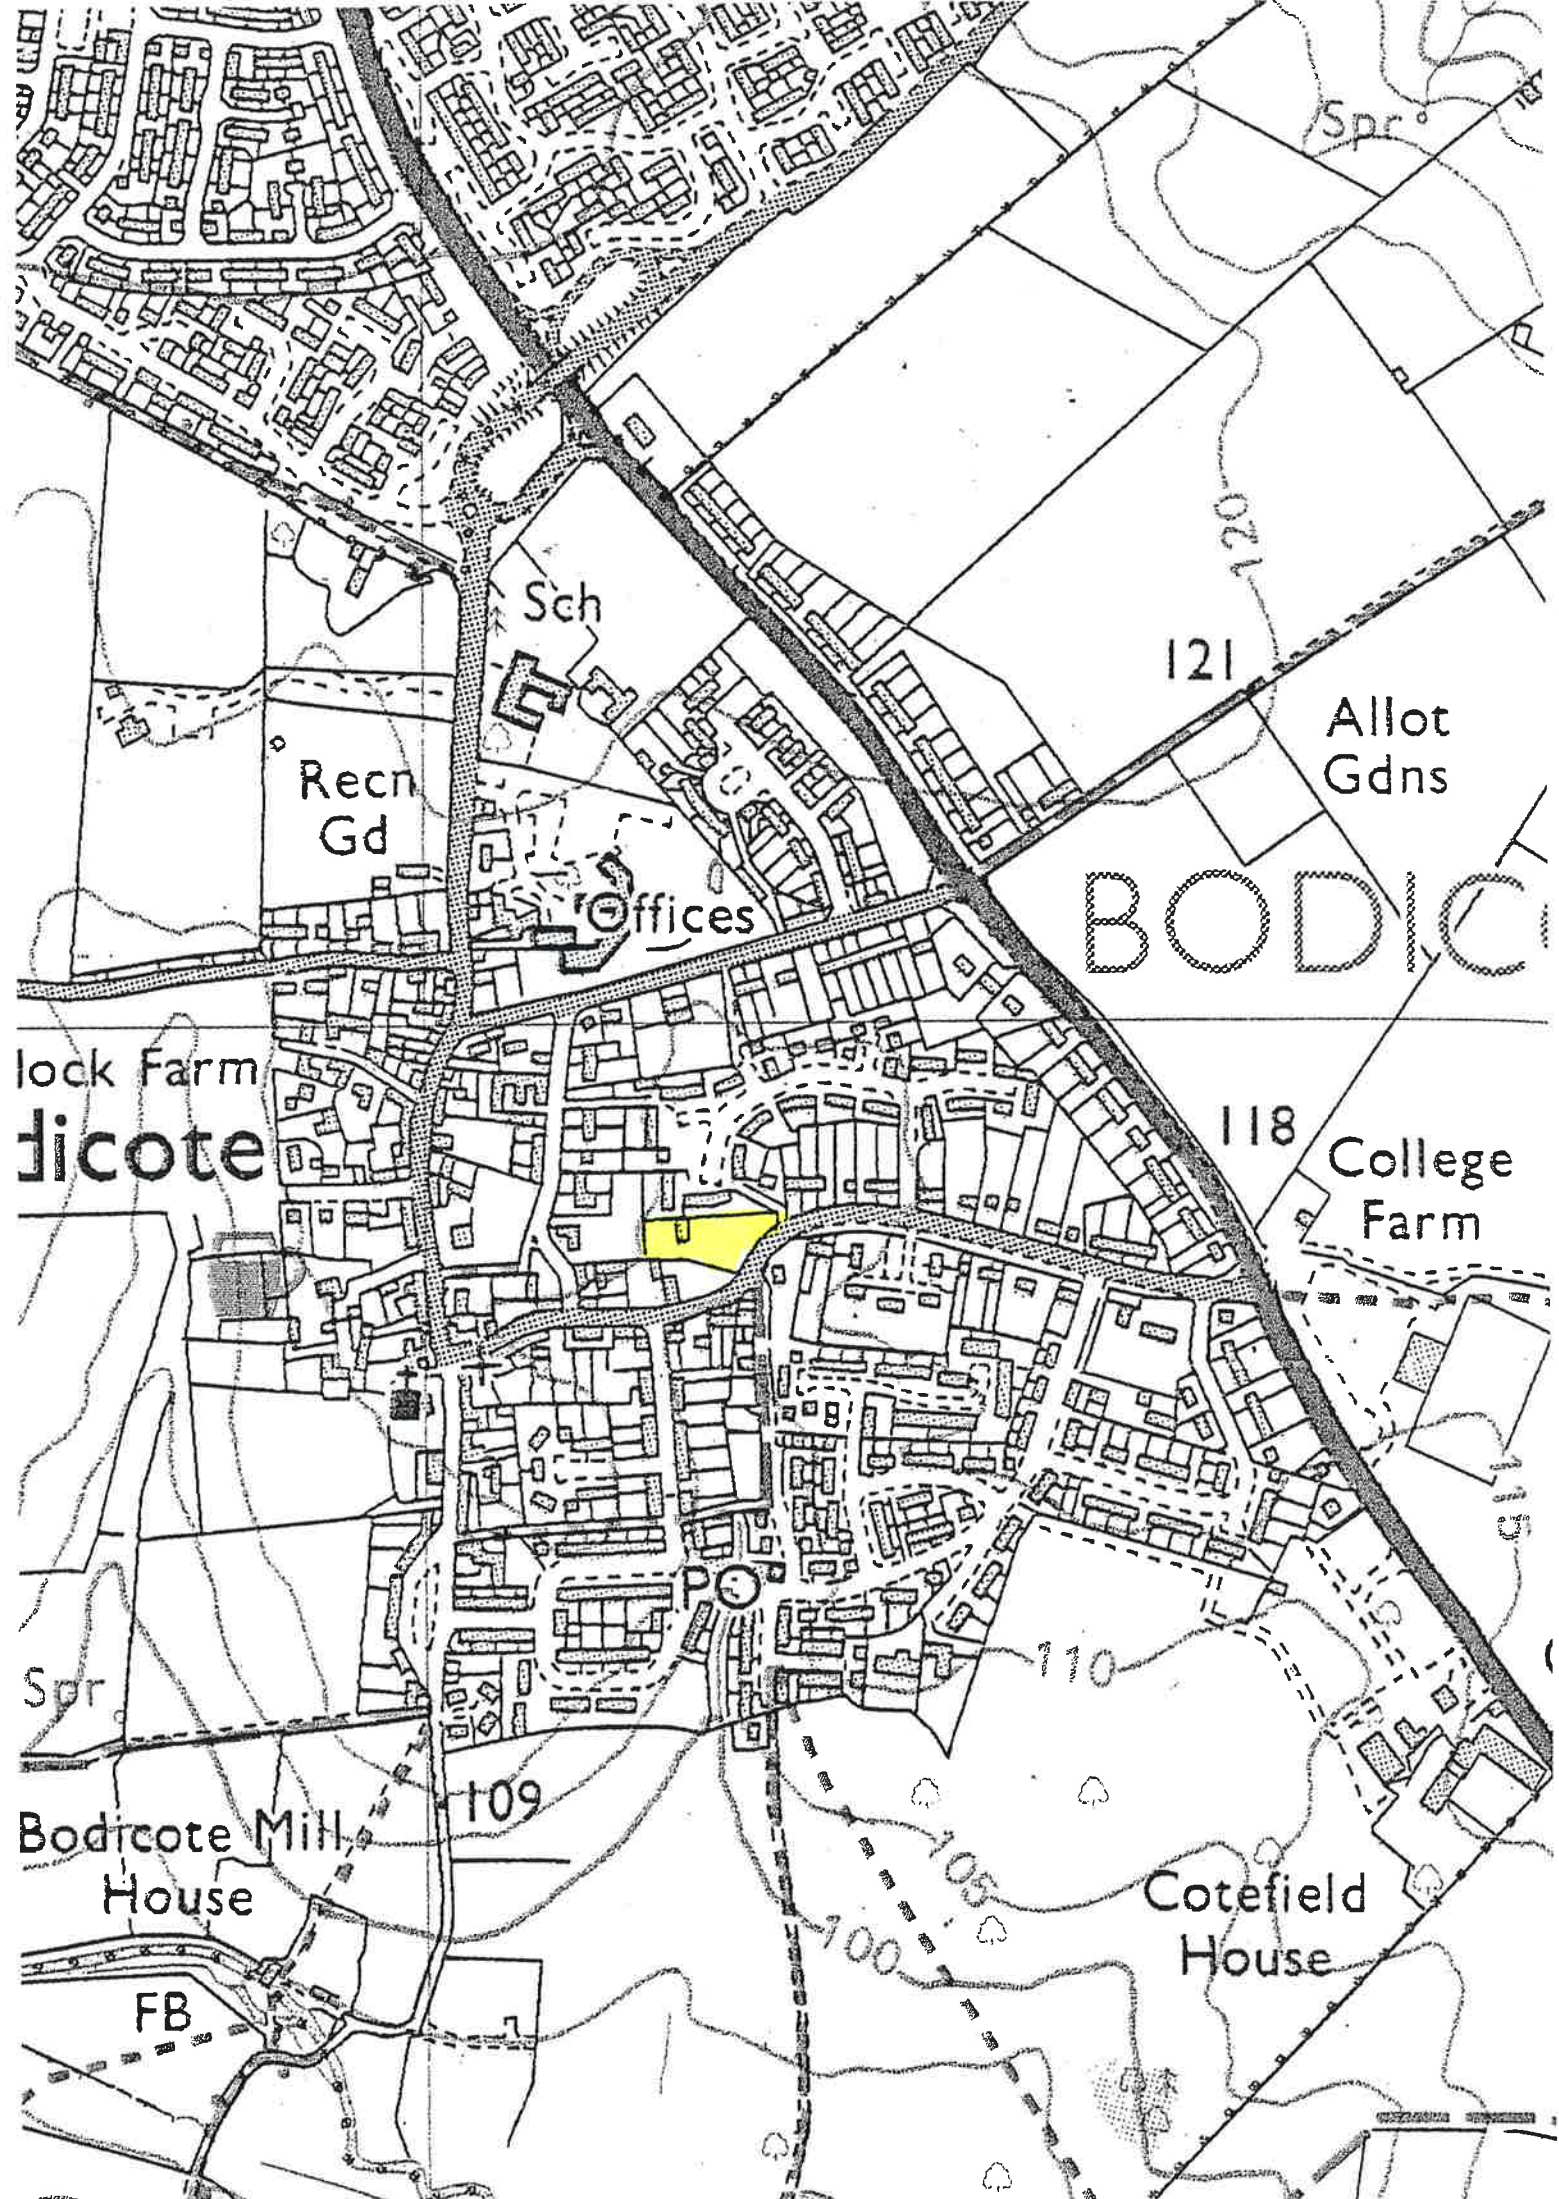 Spr
Sch
120
121
Allot
Gdns
Recn
Gd
Offices
BODIC
lock Farm
dicote
118
College
Farm
PO
115
110
Spr
109
Bodicote Mill
House
105
Cotefield
House
100
FB